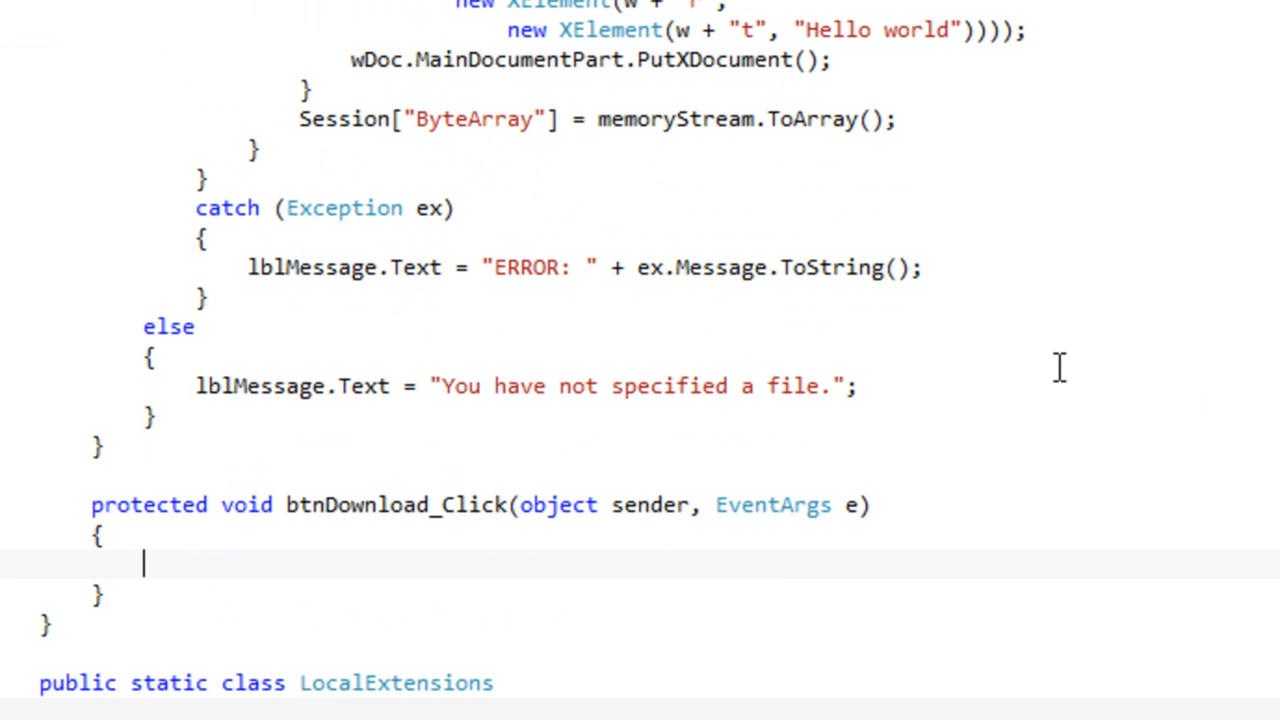 new XElement(w + "r",
new XElement(w + "t", "Hello world"))));
wDoc.MainDocumentPart.PutXDocument();
}
Session["ByteArray"] = memoryStream.ToArray();
}
}
catch (Exception ex)
{
lblMessage.Text = "ERROR: " + ex.Message.ToString();
}
else
{
lblMessage.Text = "You have not specified a file.";
}
}
protected void btnDownload_Click(object sender, EventArgs e)
{
}
}
public static class LocalExtensions